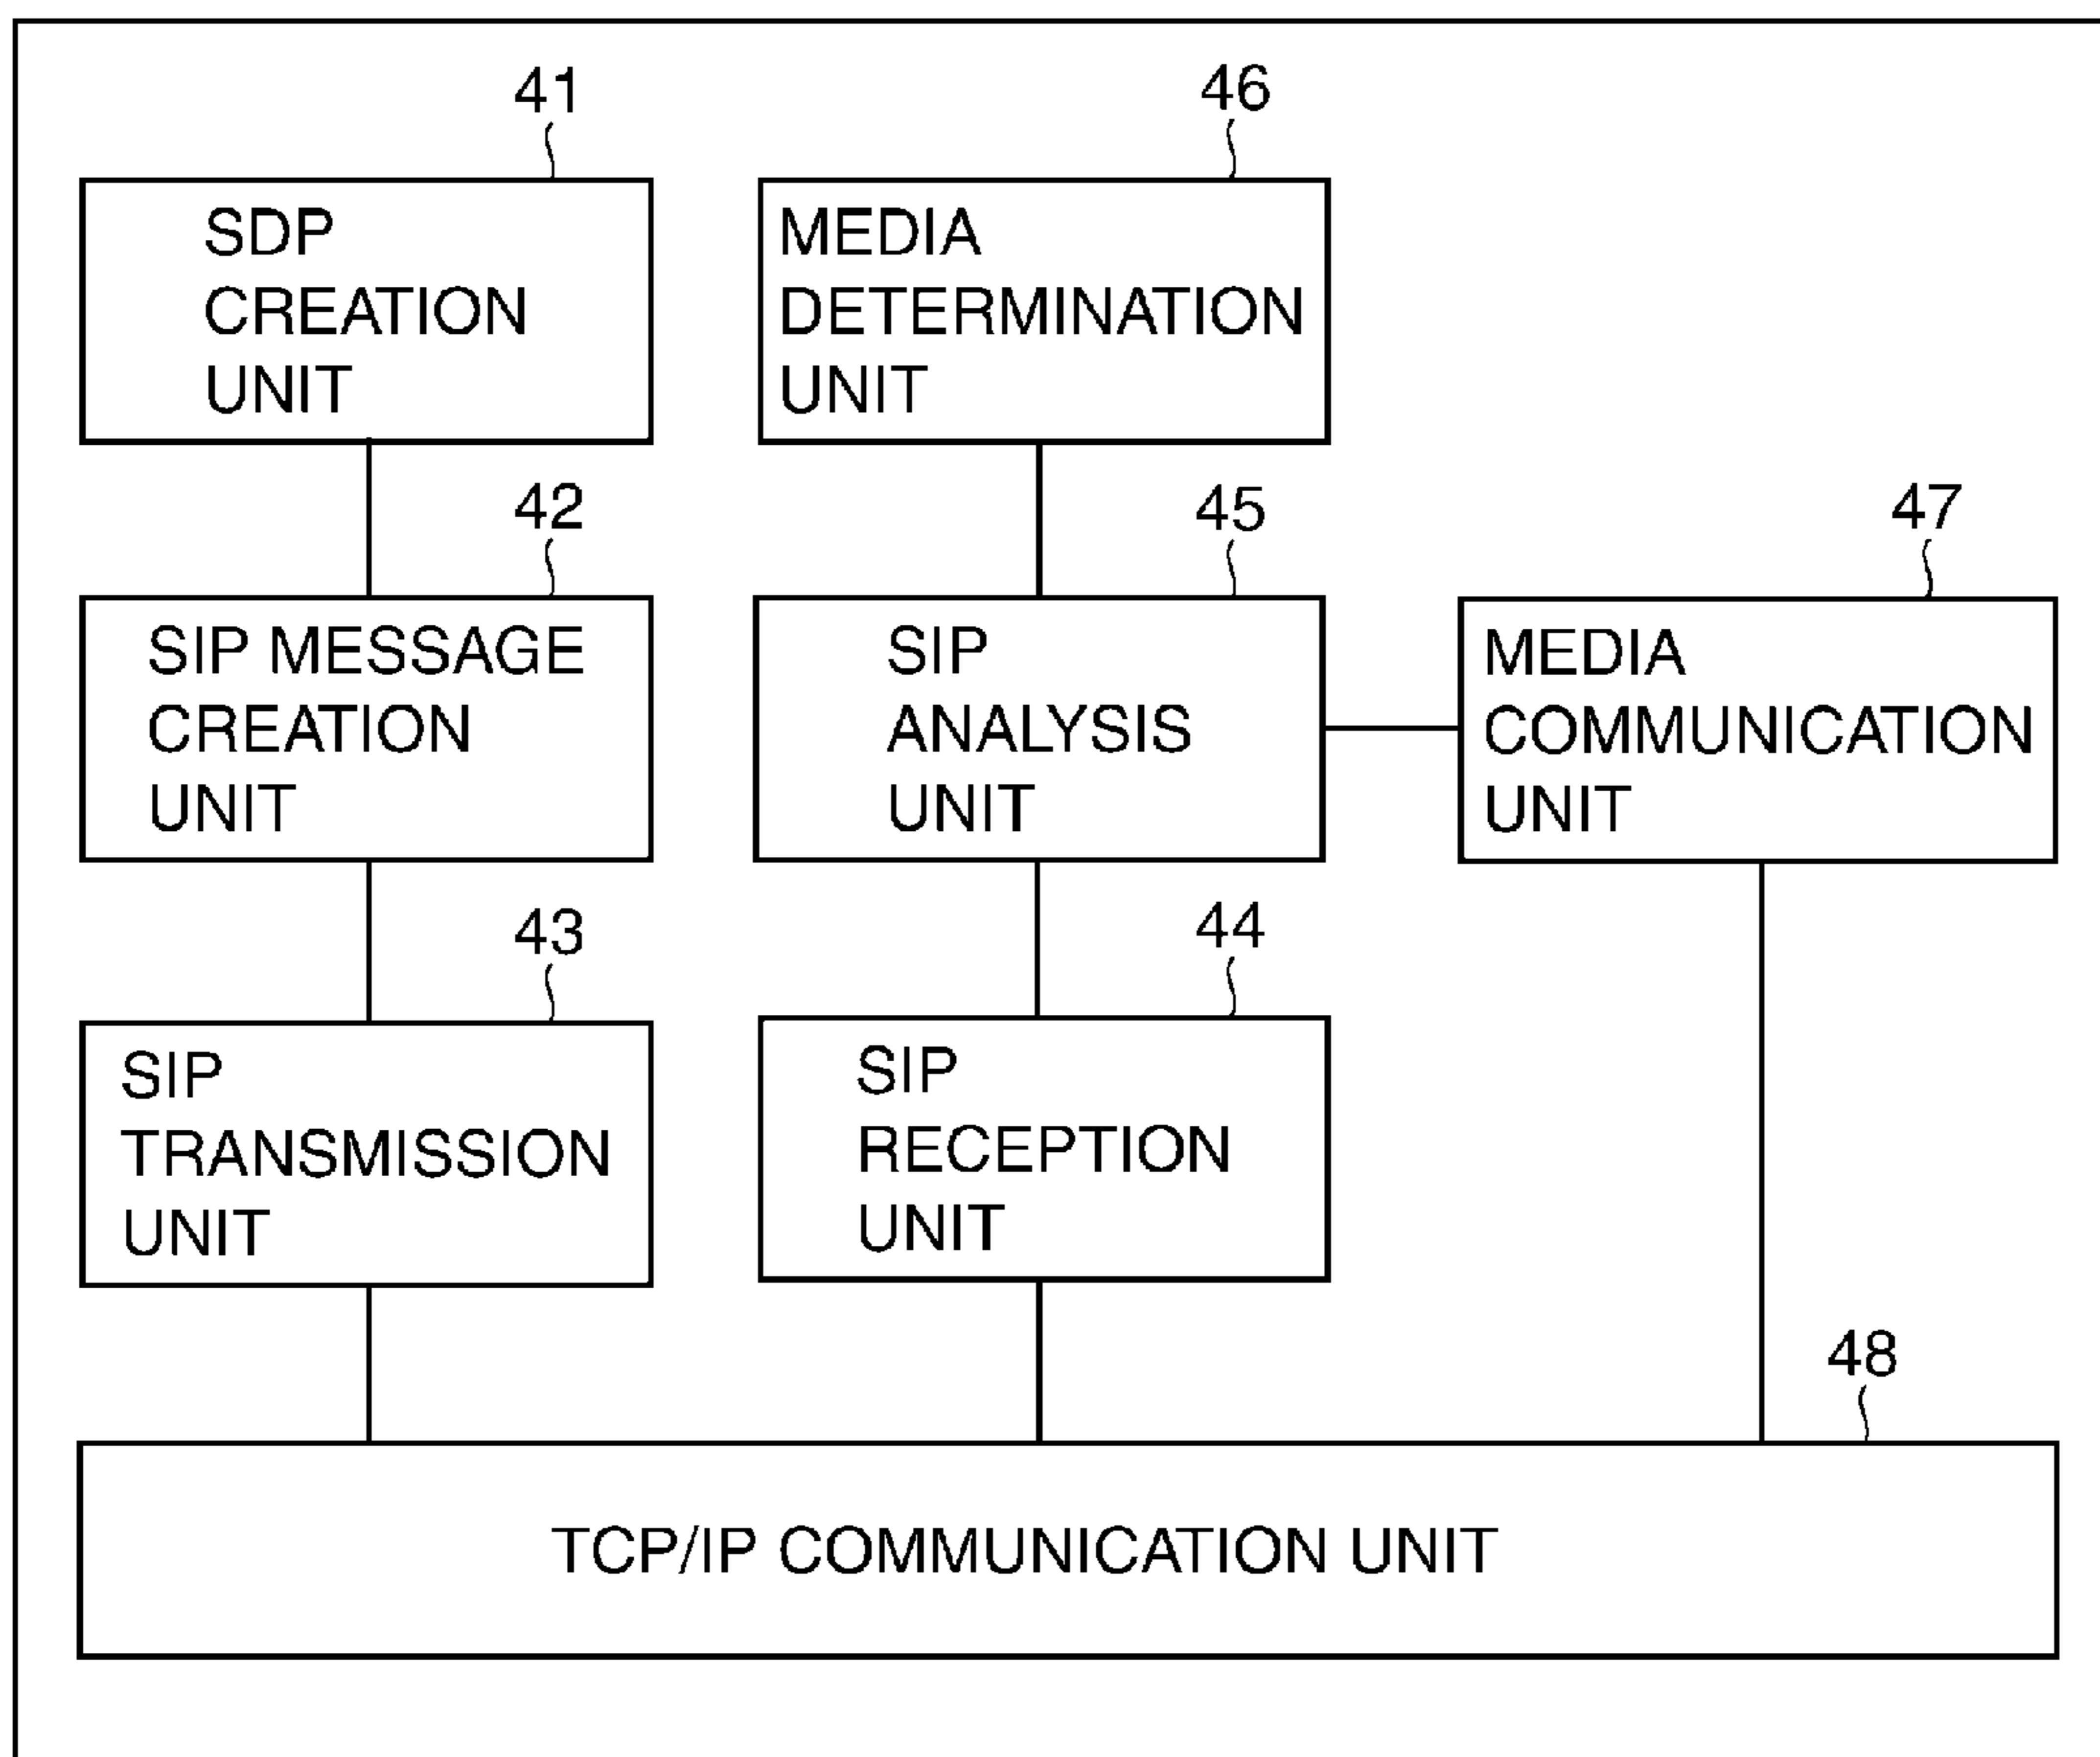 41
SDP
CREATION
UNIT
46
MEDIA
DETERMINATION
UNIT
42
SIP MESSAGE
CREATION
UNIT
45
SIP
ANALYSIS
UNIT
47
MEDIA
COMMUNICATION
UNIT
43
SIP
TRANSMISSION
UNIT
44
SIP
RECEPTION
UNIT
48
TCP/IP COMMUNICATION UNIT